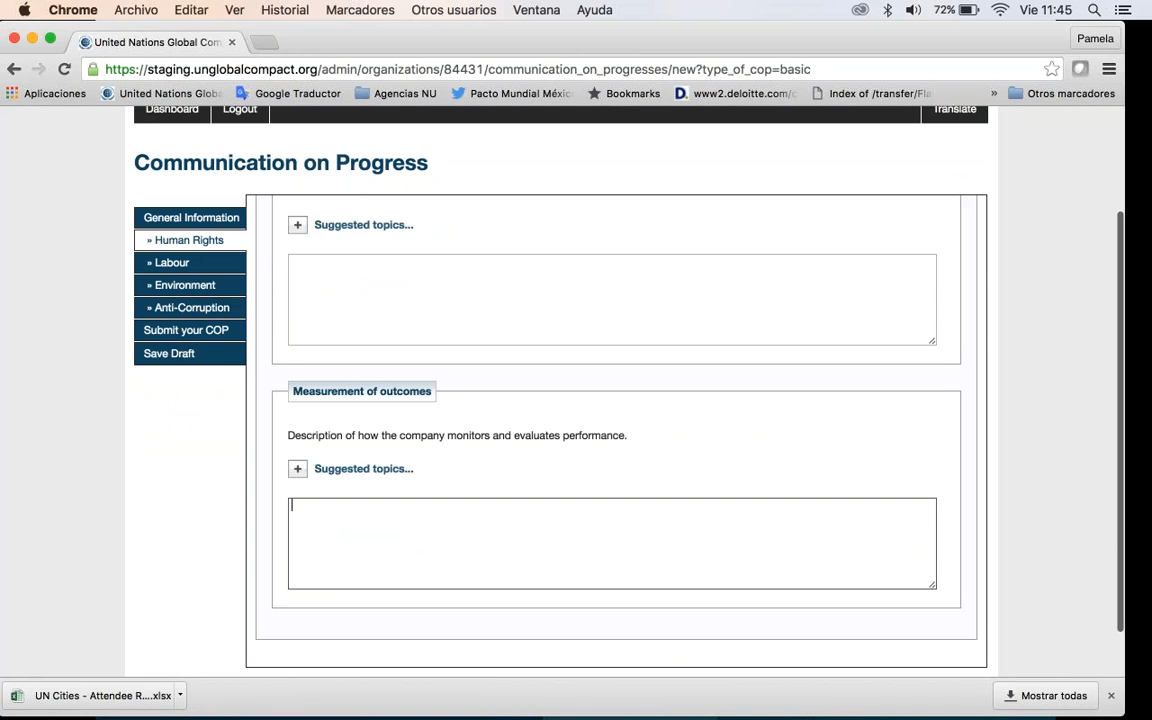 Chrome Archivo Editar Ver Historial Marcadores Otros usuarios Ventana Ayuda 72% Vie 11:45
United Nations Global Com Pamela
https://staging.unglobalcompact.org/admin/organizations/84431/communication_on_progresses/new?type_of_cop=basic
Aplicaciones United Nations Globa Google Traductor Agencias NU Pacto Mundial Méxic Bookmarks www2.deloitte.com/ Index of /transfer/Fla » Otros marcadores
Dashboard Logout Translate
Communication on Progress
General Information
» Human Rights
» Labour
» Environment
» Anti-Corruption
Submit your COP
Save Draft
+ Suggested topics...
Measurement of outcomes
Description of how the company monitors and evaluates performance.
+ Suggested topics...
UN Cities - Attendee R....xlsx Mostrar todas